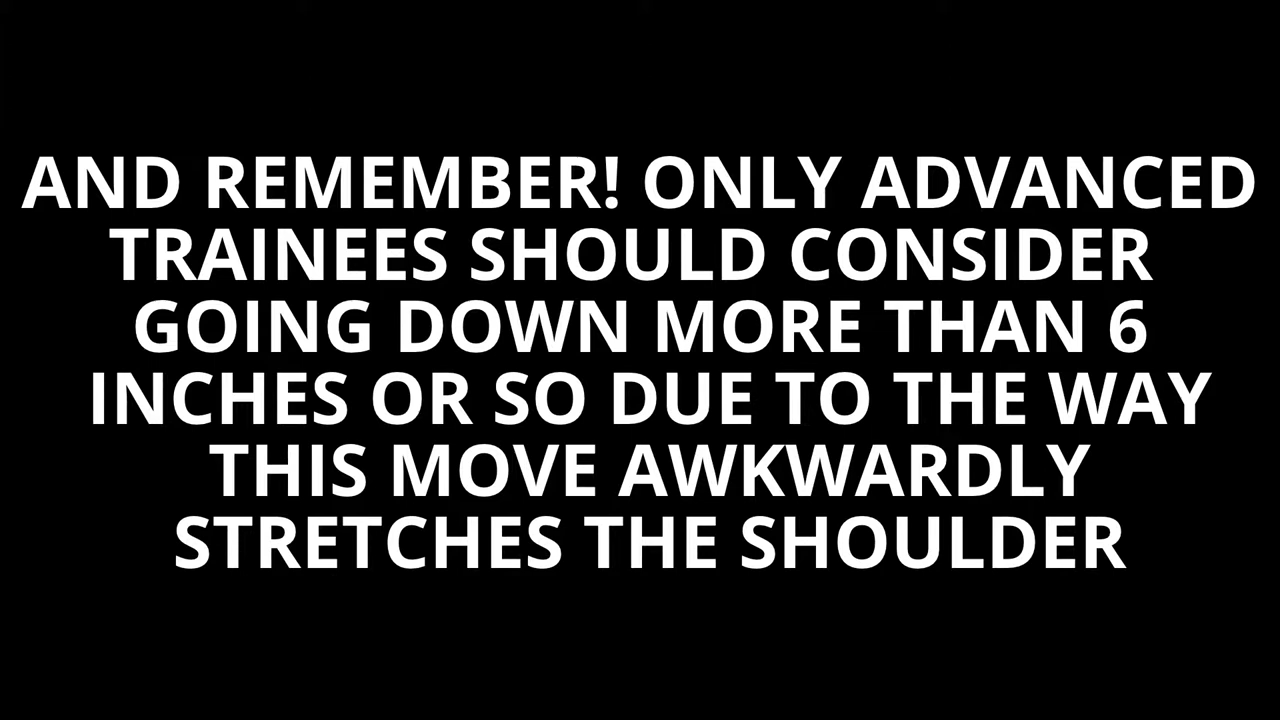 AND REMEMBER! ONLY ADVANCED
TRAINEES SHOULD CONSIDER
GOING DOWN MORE THAN 6
INCHES OR SO DUE TO THE WAY
THIS MOVE AWKWARDLY
STRETCHES THE SHOULDER